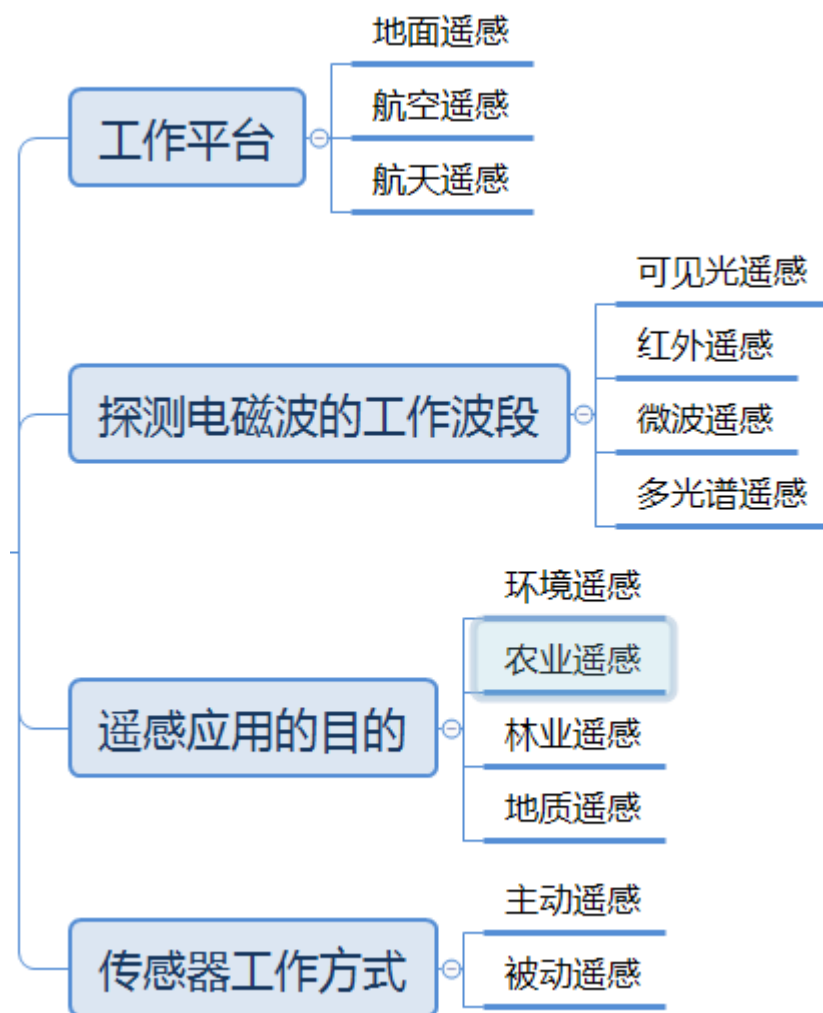 工作平台
地面遥感
航空遥感
航天遥感
探测电磁波的工作波段
可见光遥感
红外遥感
微波遥感
多光谱遥感
遥感应用的目的
环境遥感
农业遥感
林业遥感
地质遥感
传感器工作方式
主动遥感
被动遥感